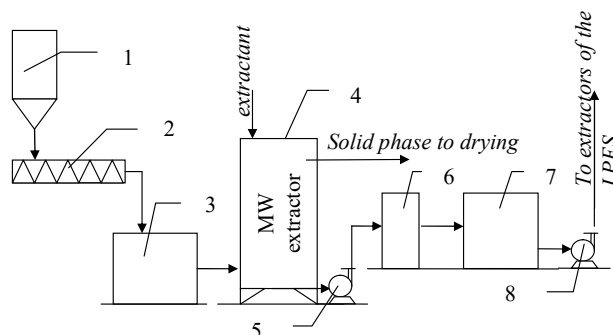 1
2
3
extractant
4
Solid phase to drying
MW
extractor
5
6
7
To extractors of the
LPES
8